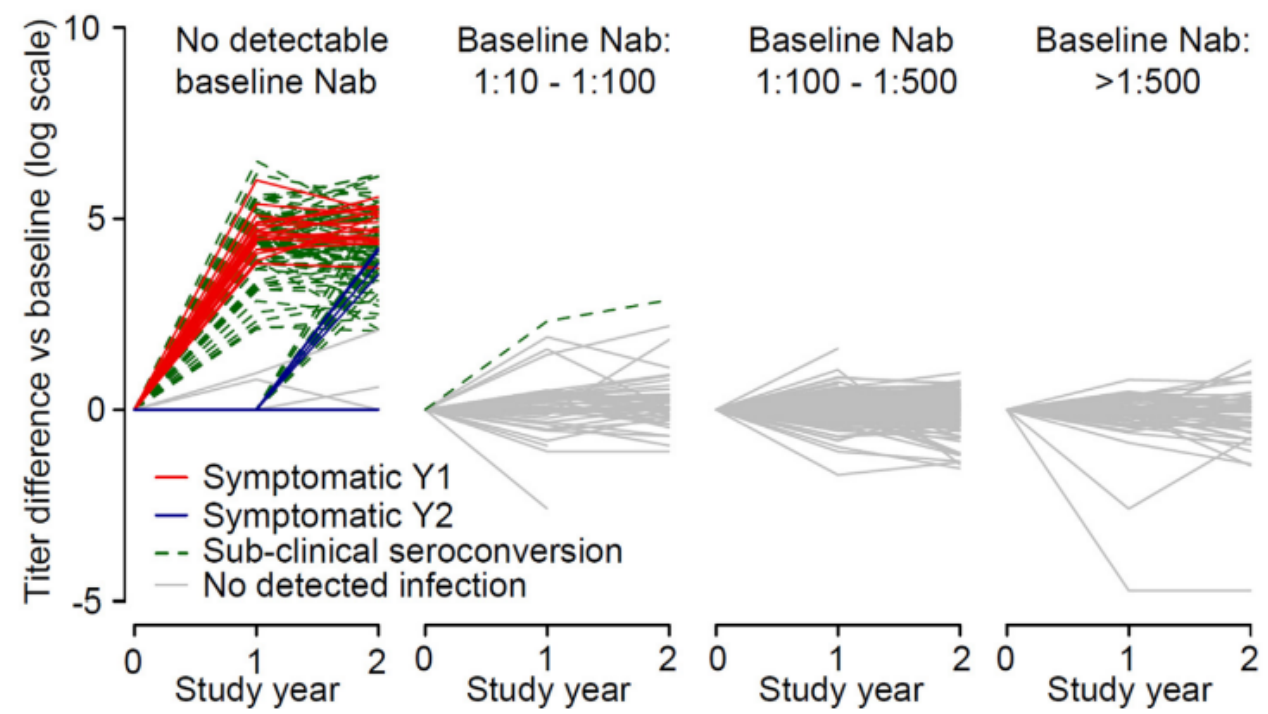 Titer difference vs baseline (log scale)
10
5
0
-5
No detectable
baseline Nab
Baseline Nab:
1:10 - 1:100
Baseline Nab
1:100 - 1:500
Baseline Nab:
>1:500
Symptomatic Y1
Symptomatic Y2
Sub-clinical seroconversion
No detected infection
0 1 2
Study year
0 1 2
Study year
0 1 2
Study year
0 1 2
Study year